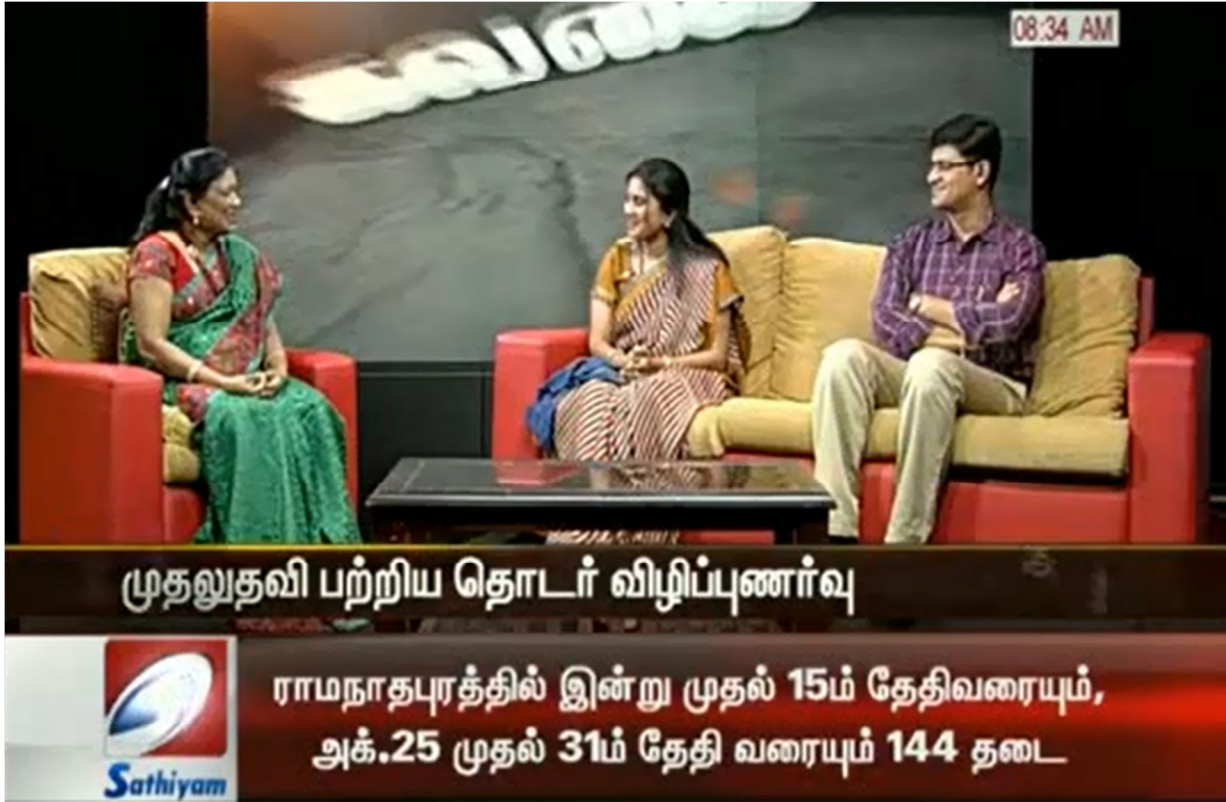 08:34 AM
முதலுதவி பற்றிய தொடர் விழிப்புணர்வு
ராமநாதபுரத்தில் இன்று முதல் 15ம் தேதிவரையும்,
அக்.25 முதல் 31ம் தேதி வரையும் 144 தடை
Sathiyam